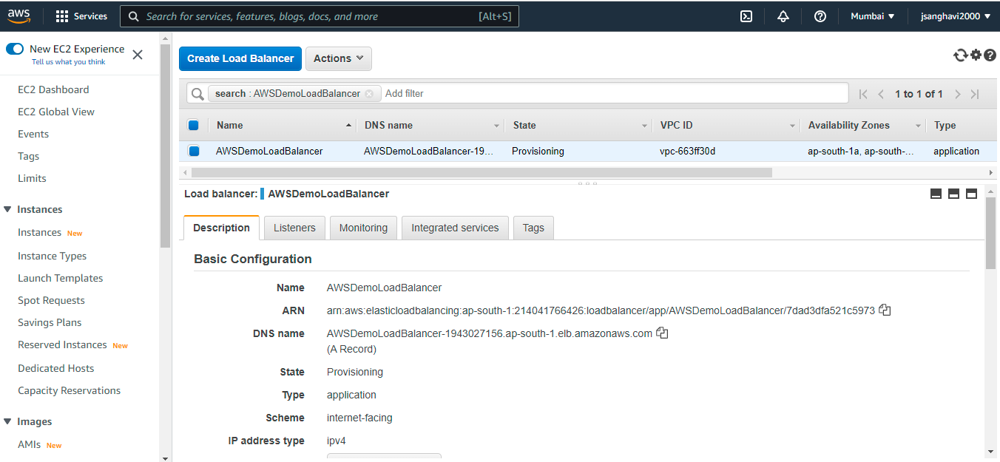 aws Services Search for services, features, blogs, docs, and more [Alt+S] Mumbai jsanghavi2000
New EC2 Experience
Tell us what you think
EC2 Dashboard
EC2 Global View
Events
Tags
Limits
Instances
Instances New
Instance Types
Launch Templates
Spot Requests
Savings Plans
Reserved Instances New
Dedicated Hosts
Capacity Reservations
Images
AMIs New
Create Load Balancer Actions
search : AWSDemoLoadBalancer Add filter 1 to 1 of 1
Name DNS name State VPC ID Availability Zones Type
AWSDemoLoadBalancer AWSDemoLoadBalancer-19... Provisioning vpc-663ff30d ap-south-1a, ap-south-... application
Load balancer: AWSDemoLoadBalancer
Description Listeners Monitoring Integrated services Tags
Basic Configuration
Name AWSDemoLoadBalancer
ARN arn:aws:elasticloadbalancing:ap-south-1:214041766426:loadbalancer/app/AWSDemoLoadBalancer/7dad3dfa521c5973
DNS name AWSDemoLoadBalancer-1943027156.ap-south-1.elb.amazonaws.com
(A Record)
State Provisioning
Type application
Scheme internet-facing
IP address type ipv4